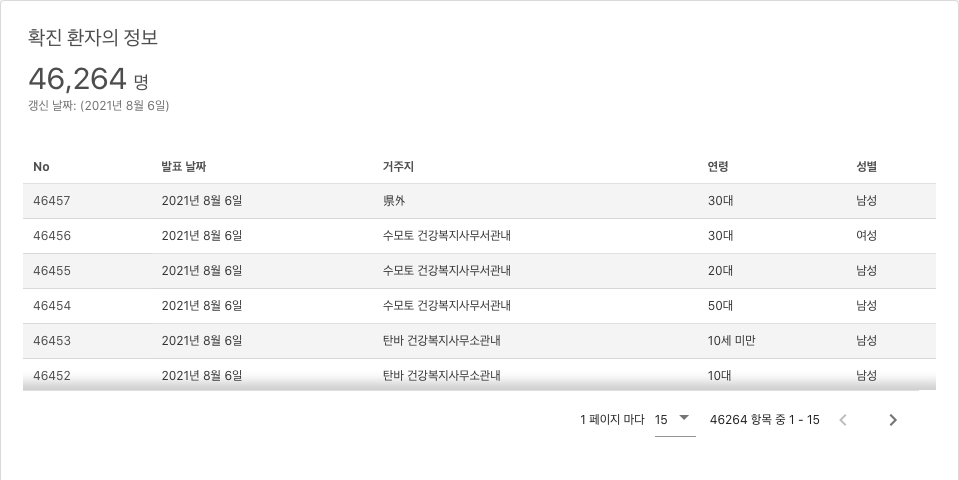 확진 환자의 정보
46,264 명
갱신 날짜: (2021년 8월 6일)
No 발표 날짜 거주지 연령 성별
46457 2021년 8월 6일 県外 30대 남성
46456 2021년 8월 6일 수모토 건강복지사무서관내 30대 여성
46455 2021년 8월 6일 수모토 건강복지사무서관내 20대 남성
46454 2021년 8월 6일 수모토 건강복지사무서관내 50대 남성
46453 2021년 8월 6일 탄바 건강복지사무소관내 10세 미만 남성
46452 2021년 8월 6일 탄바 건강복지사무소관내 10대 남성
1 페이지 마다 15 46264 항목 중 1 - 15